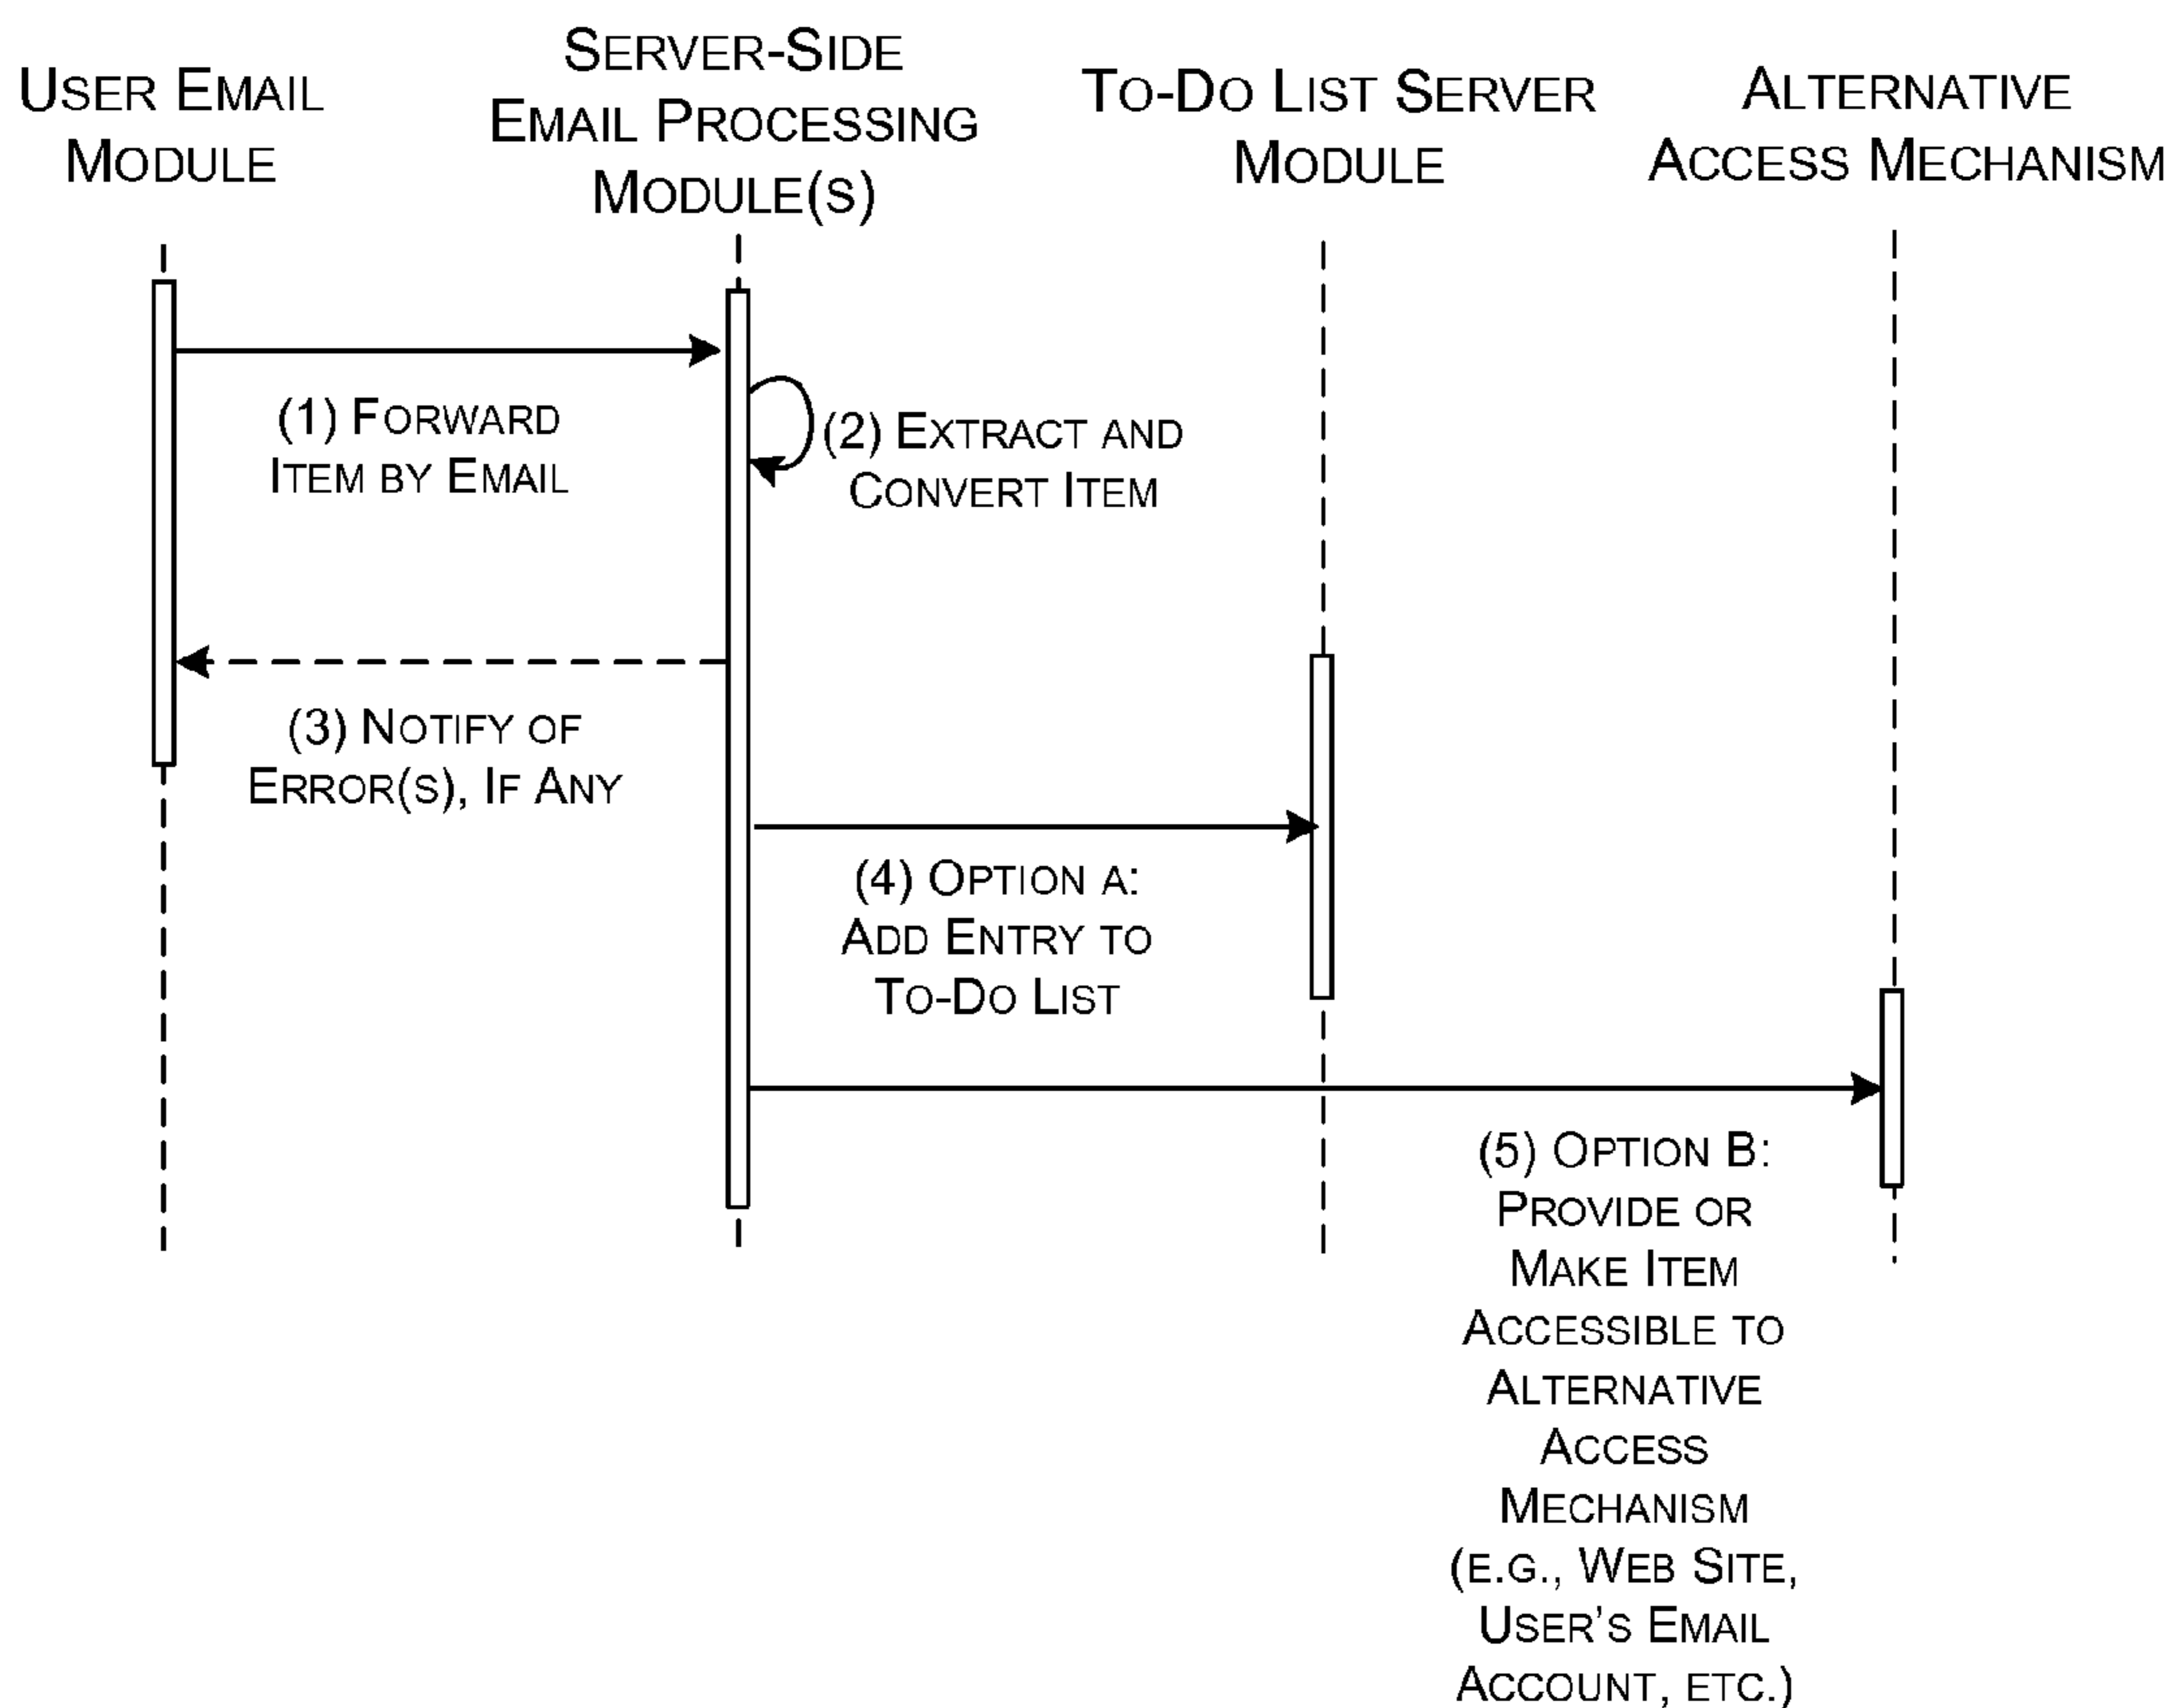 USER EMAIL
MODULE
SERVER-SIDE
EMAIL PROCESSING
MODULE(S)
TO-DO LIST SERVER
MODULE
ALTERNATIVE
ACCESS MECHANISM
(1) FORWARD
ITEM BY EMAIL
(2) EXTRACT AND
CONVERT ITEM
(3) NOTIFY OF
ERROR(S), IF ANY
(4) OPTION A:
ADD ENTRY TO
TO-DO LIST
(5) OPTION B:
PROVIDE OR
MAKE ITEM
ACCESSIBLE TO
ALTERNATIVE
ACCESS
MECHANISM
(E.G., WEB SITE,
USER'S EMAIL
ACCOUNT, ETC.)